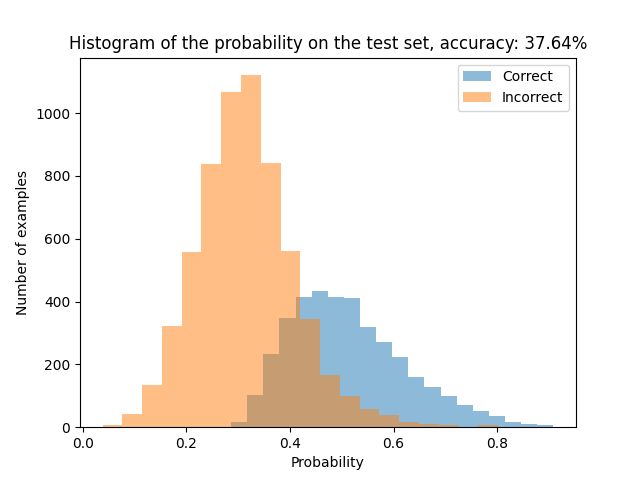 Histogram of the probability on the test set, accuracy: 37.64%
Correct
Incorrect
1000
800
600
400
200
0
Number of examples
0.0 0.2 0.4 0.6 0.8
Probability